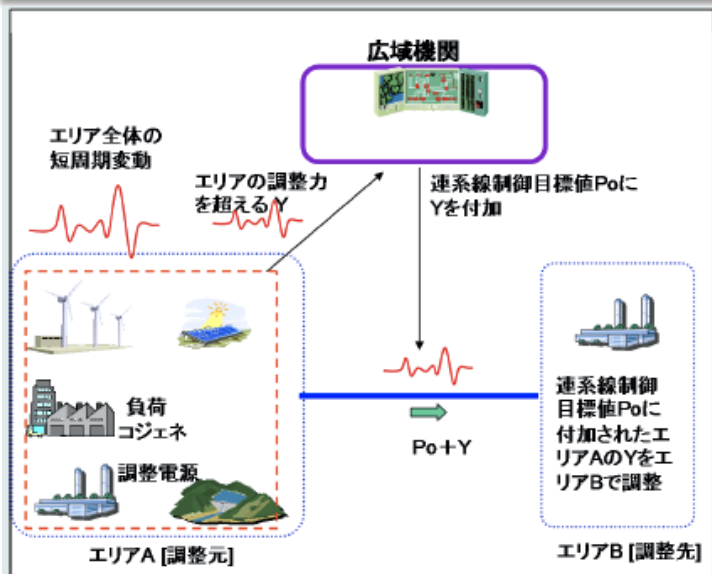 広域機関
エリア全体の
短周期変動
エリアの調整力
を超える Y
連系線制御目標値Poに
Yを付加
負荷
コジェネ
調整電源
Po＋Y
連系線制御
目標値Poに
付加されたエ
リアAのYをエ
リアBで調整
エリアA [調整元]
エリアB [調整先]